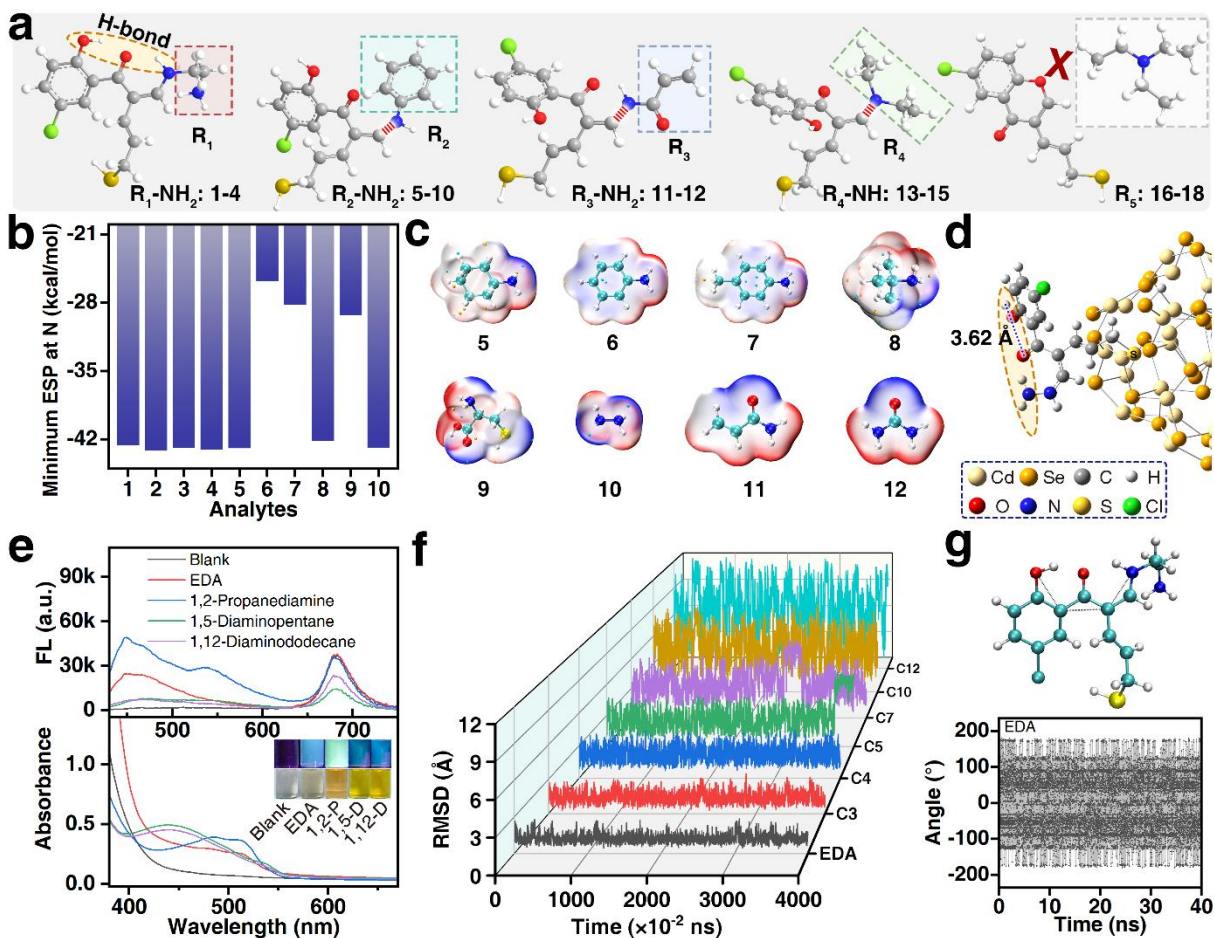 a
H-bond
X
R₁
R₂
R₃
R₄
R₁-NH₂: 1-4
R₂-NH₂: 5-10
R₃-NH₂: 11-12
R₄-NH: 13-15
R₅: 16-18
b
Minimum ESP at N (kcal/mol)
-21
-28
-35
-42
1 2 3 4 5 6 7 8 9 10
Analytes
c
5 6 7 8
9 10 11 12
d
3.62 Å
S
Cd Se C H
O N S Cl
e
FL (a.u.)
90k
60k
30k
0
Blank
EDA
1,2-Propanediamine
1,5-Diaminopentane
1,12-Diaminododecane
500 600 700
Absorbance
1.0
0.5
0.0
Blank
EDA
1,2-P
1,5-D
1,12-D
400 500 600
Wavelength (nm)
f
RMSD (Å)
12
9
6
3
0
0 1000 2000 3000 4000
Time (×10⁻² ns)
C12
C10
C7
C5
C4
C3
EDA
g
EDA
Angle (°)
200
100
0
-100
-200
0 10 20 30 40
Time (ns)